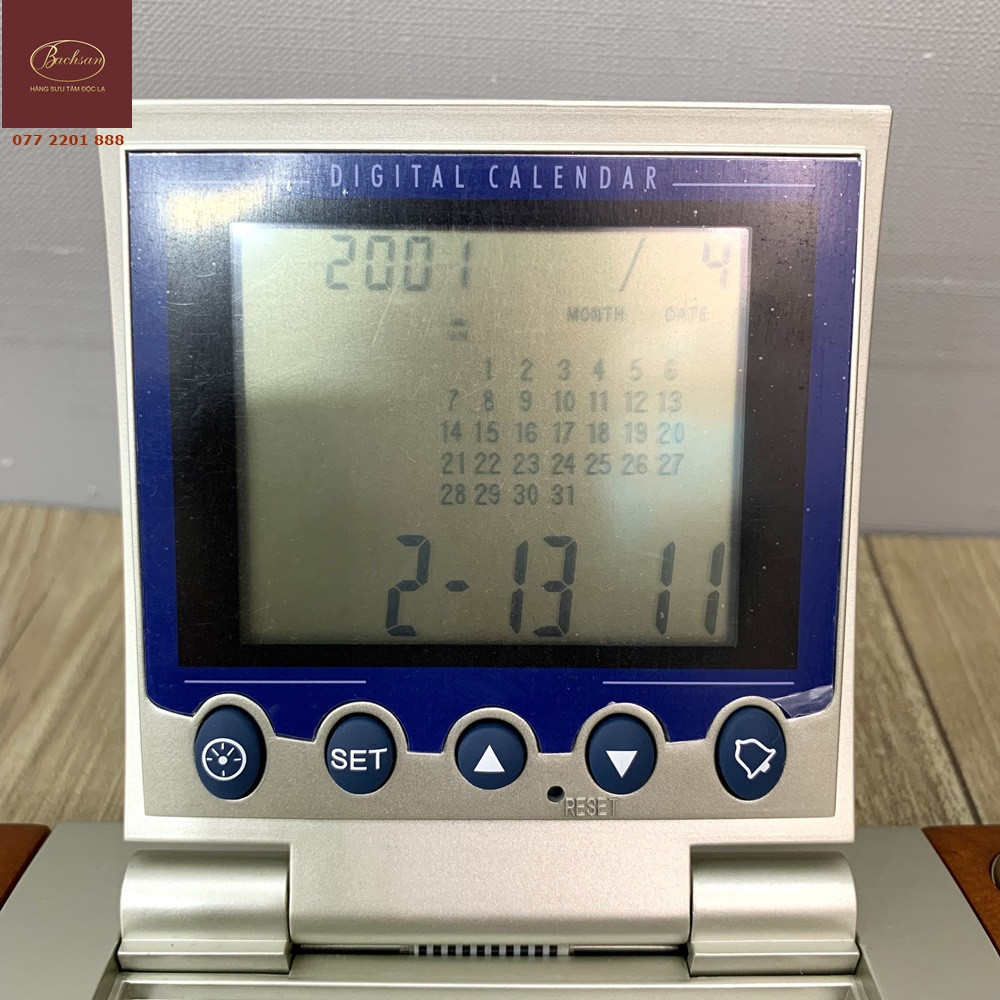 Bachsan
HÀNG SƯU TẦM ĐỘC LẠ
077 2201 888
DIGITAL CALENDAR
2001 / 4
MONTH DATE
1 2 3 4 5 6
7 8 9 10 11 12 13
14 15 16 17 18 19 20
21 22 23 24 25 26 27
28 29 30 31
2-13 11
SET
RESET